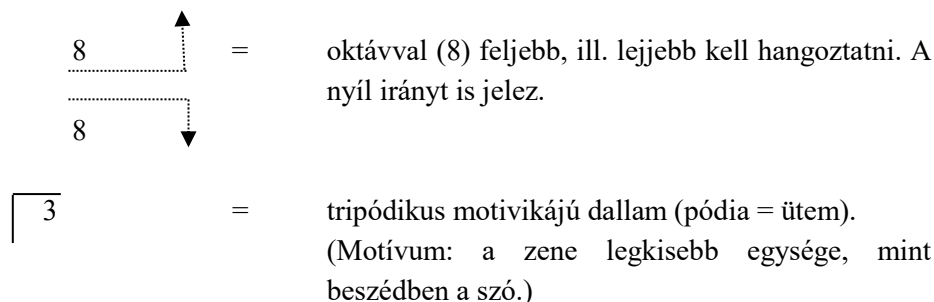 8 = oktávval (8) feljebb, ill. lejjebb kell hangoztatni. A
nyíl irányt is jelez.
8
3 = tripódikus motivikájú dallam (pódia = ütem).
(Motívum: a zene legkisebb egysége, mint
beszédben a szó.)